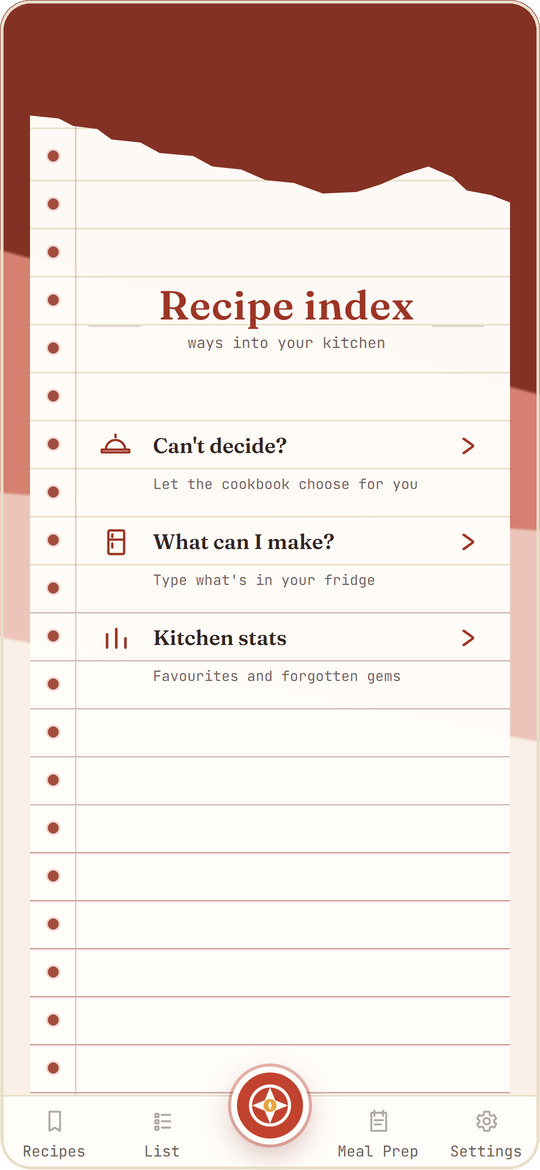 Recipe index
ways into your kitchen
Can't decide?
Let the cookbook choose for you
What can I make?
Type what's in your fridge
Kitchen stats
Favourites and forgotten gems
Recipes
List
Meal Prep
Settings